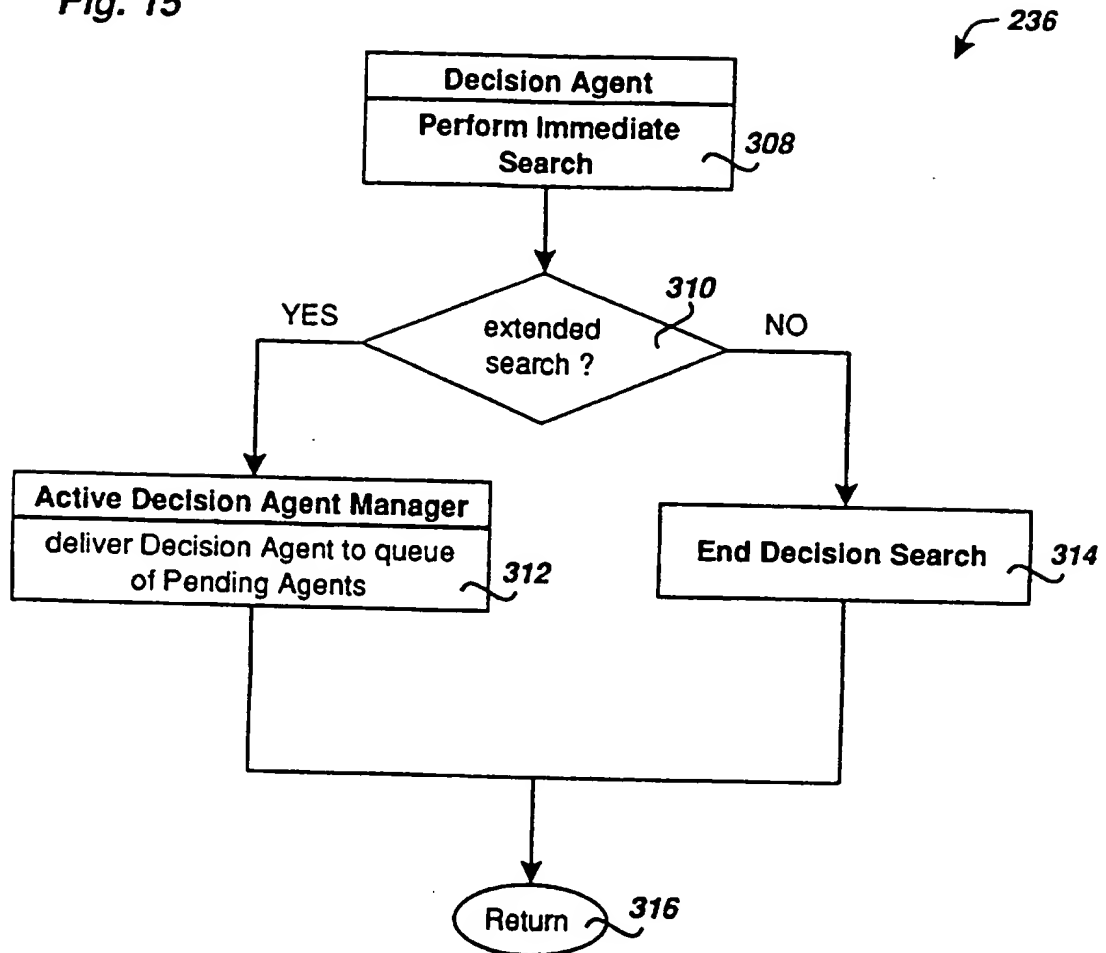 Fig. 15
236
Decision Agent
Perform Immediate
Search
308
310
extended
search ?
YES
NO
Active Decision Agent Manager
deliver Decision Agent to queue
of Pending Agents
312
End Decision Search
314
Return
316